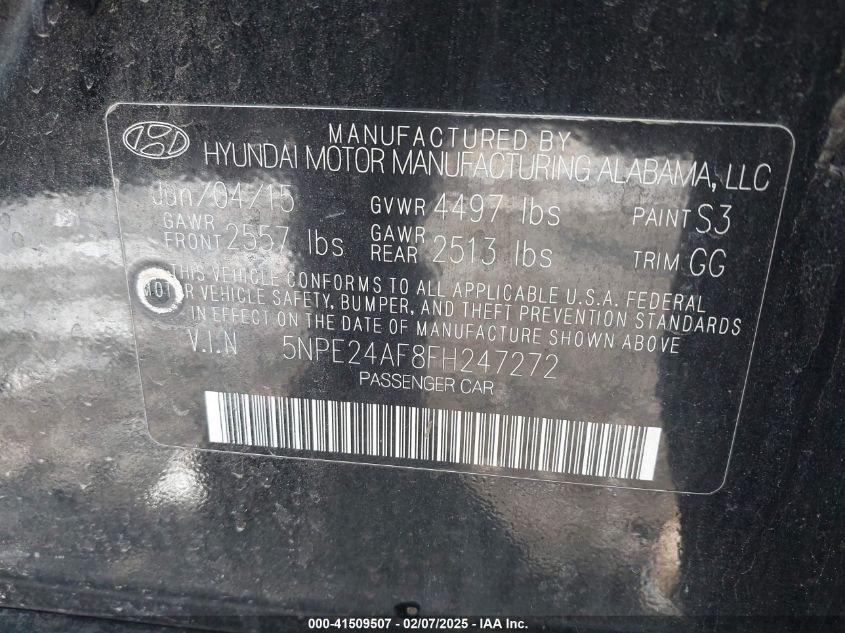 MANUFACTURED BY
HYUNDAI MOTOR MANUFACTURING ALABAMA, LLC
Jun/04/15 GVWR 4497 lbs PAINT S3
GAWR FRONT 2557 lbs GAWR REAR 2513 lbs TRIM GG
THIS VEHICLE CONFORMS TO ALL APPLICABLE U.S.A. FEDERAL
MOTOR VEHICLE SAFETY, BUMPER, AND THEFT PREVENTION STANDARDS
IN EFFECT ON THE DATE OF MANUFACTURE SHOWN ABOVE.
V.I.N 5NPE24AF8FH247272
PASSENGER CAR
000-41509507 - 02/07/2025 - IAA Inc.